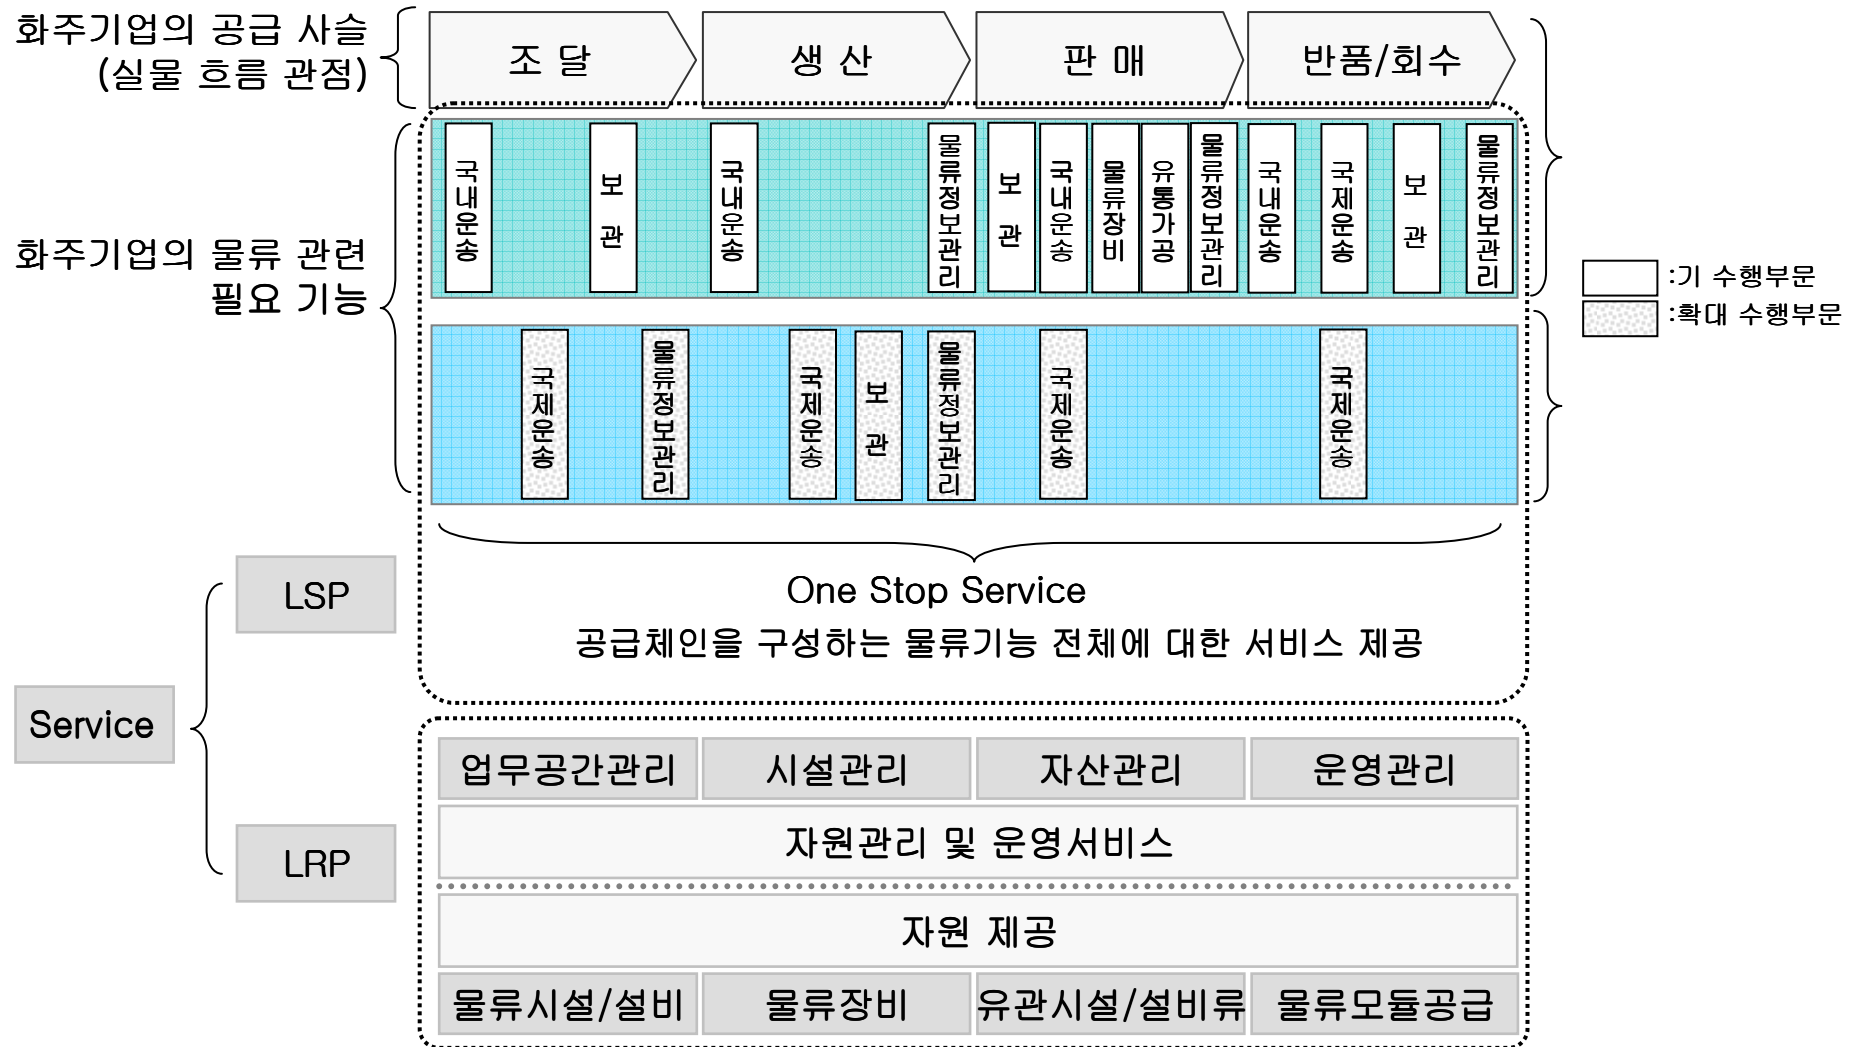 화주기업의 공급 사슬
(실물 흐름 관점)
조 달
생 산
판 매
반품/회수
화주기업의 물류 관련
필요 기능
국내운송
보 관
국내운송
물류정보관리
보 관
국내운송
물류장비
유통가공
물류정보관리
국내운송
국제운송
보 관
물류정보관리
:기 수행부문
:확대 수행부문
국제운송
물류정보관리
국제운송
보 관
물류정보관리
국제운송
국제운송
One Stop Service
공급체인을 구성하는 물류기능 전체에 대한 서비스 제공
Service
LSP
LRP
업무공간관리
시설관리
자산관리
운영관리
자원관리 및 운영서비스
자원 제공
물류시설/설비
물류장비
유관시설/설비류
물류모듈공급